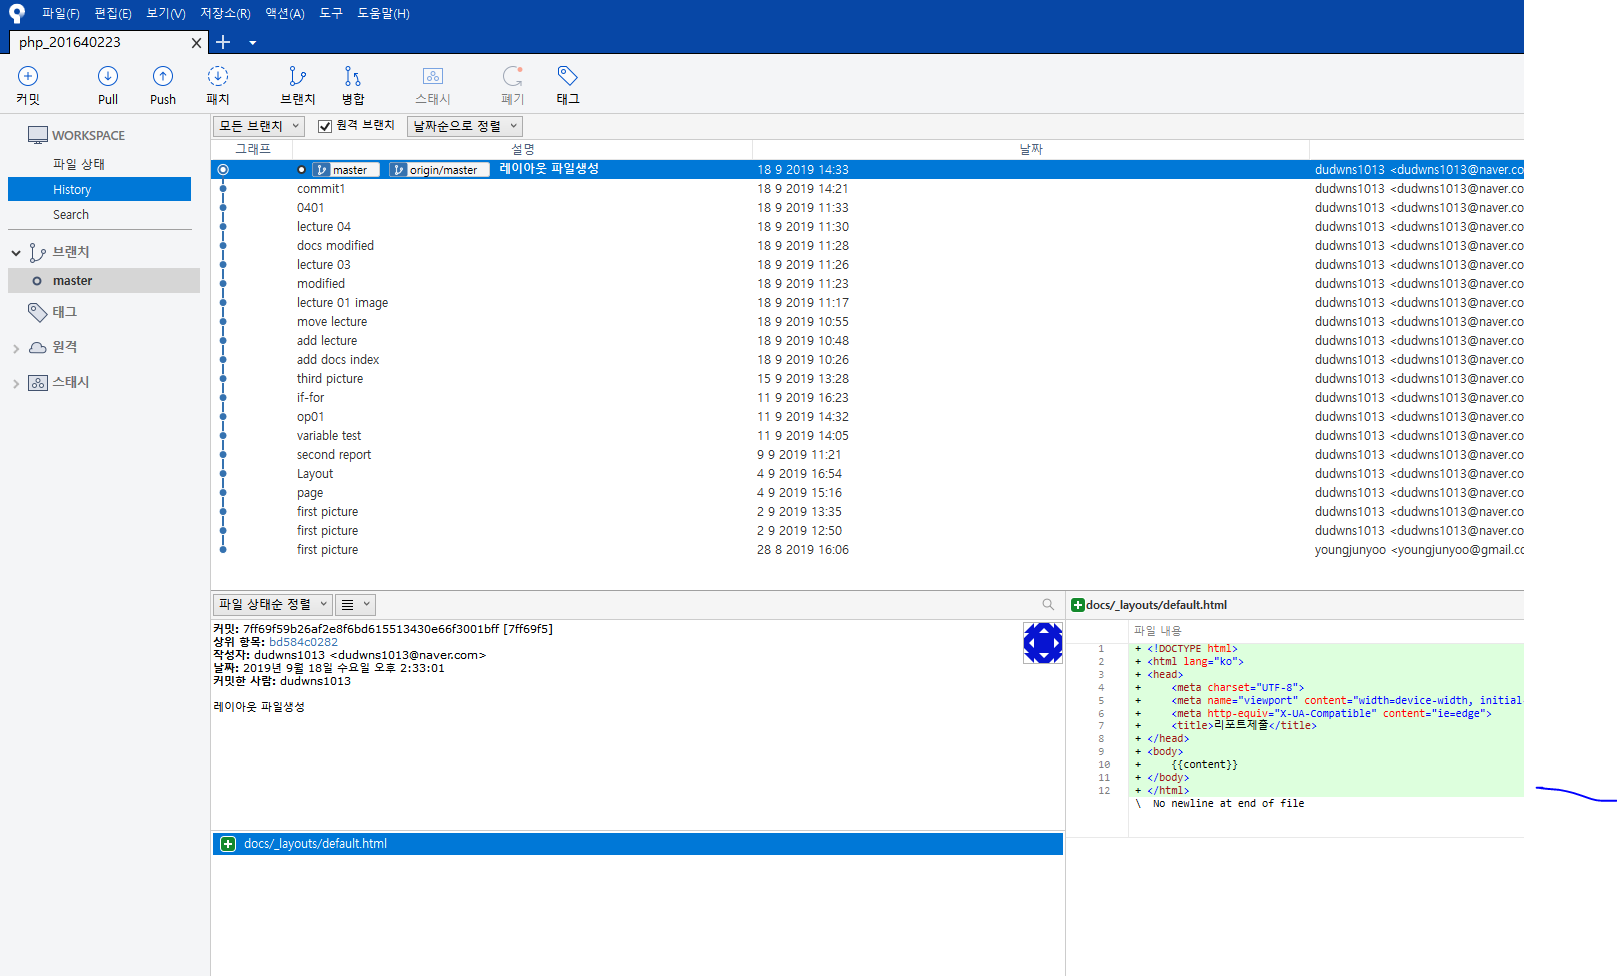 파일(F) 편집(E) 보기(V) 저장소(R) 액션(A) 도구 도움말(H)
php_201640223
커밋 Pull Push 패치 브랜치 병합 스태시 폐기 태그
WORKSPACE
파일 상태
History
Search
브랜치
master
태그
원격
스태시
모든 브랜치 원격 브랜치 날짜순으로 정렬
그래프 설명 날짜
master origin/master 레이아웃 파일생성 18 9 2019 14:33 dudwns1013 <dudwns1013@naver.co
commit1 18 9 2019 14:21 dudwns1013 <dudwns1013@naver.co
0401 18 9 2019 11:33 dudwns1013 <dudwns1013@naver.co
lecture 04 18 9 2019 11:30 dudwns1013 <dudwns1013@naver.co
docs modified 18 9 2019 11:28 dudwns1013 <dudwns1013@naver.co
lecture 03 18 9 2019 11:26 dudwns1013 <dudwns1013@naver.co
modified 18 9 2019 11:23 dudwns1013 <dudwns1013@naver.co
lecture 01 image 18 9 2019 11:17 dudwns1013 <dudwns1013@naver.co
move lecture 18 9 2019 10:55 dudwns1013 <dudwns1013@naver.co
add lecture 18 9 2019 10:48 dudwns1013 <dudwns1013@naver.co
add docs index 18 9 2019 10:26 dudwns1013 <dudwns1013@naver.co
third picture 15 9 2019 13:28 dudwns1013 <dudwns1013@naver.co
if-for 11 9 2019 16:23 dudwns1013 <dudwns1013@naver.co
op01 11 9 2019 14:32 dudwns1013 <dudwns1013@naver.co
variable test 11 9 2019 14:05 dudwns1013 <dudwns1013@naver.co
second report 9 9 2019 11:21 dudwns1013 <dudwns1013@naver.co
Layout 4 9 2019 16:54 dudwns1013 <dudwns1013@naver.co
page 4 9 2019 15:16 dudwns1013 <dudwns1013@naver.co
first picture 2 9 2019 13:35 dudwns1013 <dudwns1013@naver.co
first picture 2 9 2019 12:50 dudwns1013 <dudwns1013@naver.co
first picture 28 8 2019 16:06 youngjunyoo <youngjunyoo@gmail.co
파일 상태순 정렬
커밋: 7ff69f59b26af2e8f6bd615513430e66f3001bff [7ff69f5]
상위 항목: bd584c0282
작성자: dudwns1013 <dudwns1013@naver.com>
날짜: 2019년 9월 18일 수요일 오후 2:33:01
커밋한 사람: dudwns1013
레이아웃 파일생성
docs/_layouts/default.html
docs/_layouts/default.html
파일 내용
1 + <!DOCTYPE html>
2 + <html lang="ko">
3 + <head>
4 + <meta charset="UTF-8">
5 + <meta name="viewport" content="width=device-width, initial-
6 + <meta http-equiv="X-UA-Compatible" content="ie=edge">
7 + <title>리포트제출</title>
8 + </head>
9 + <body>
10 + {{content}}
11 + </body>
12 + </html>
\ No newline at end of file